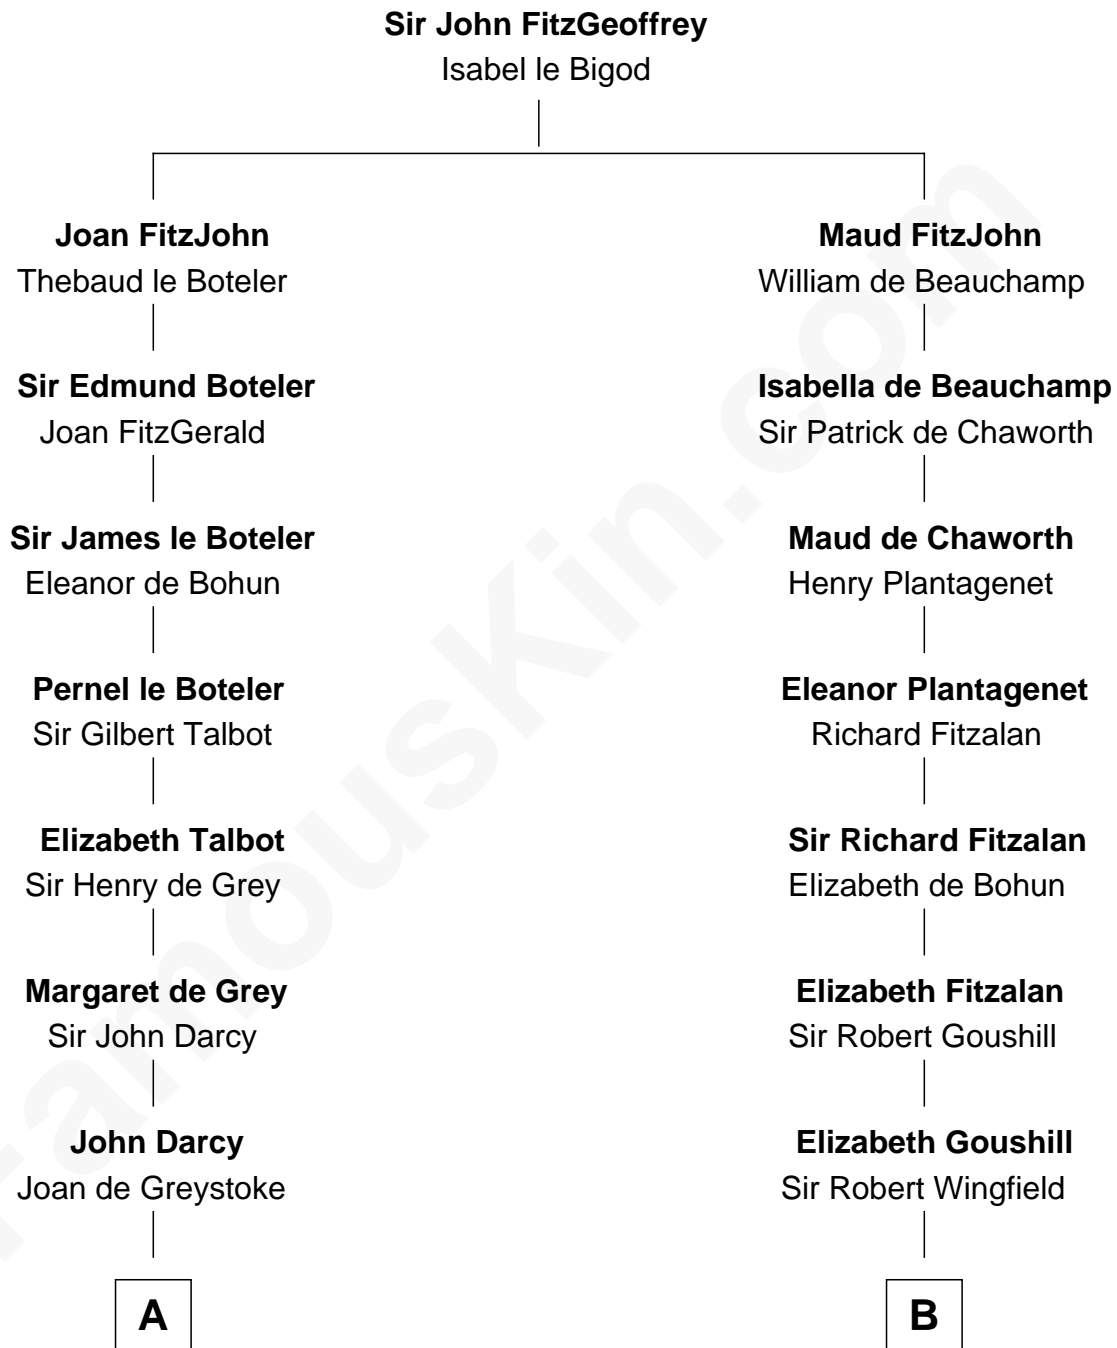 Sir John FitzGeoffrey
Isabel le Bigod
Joan FitzJohn
Thebaud le Boteler
Maud FitzJohn
William de Beauchamp
Sir Edmund Boteler
Joan FitzGerald
Isabella de Beauchamp
Sir Patrick de Chaworth
Sir James le Boteler
Eleanor de Bohun
Maud de Chaworth
Henry Plantagenet
Pernel le Boteler
Sir Gilbert Talbot
Eleanor Plantagenet
Richard Fitzalan
Elizabeth Talbot
Sir Henry de Grey
Sir Richard Fitzalan
Elizabeth de Bohun
Margaret de Grey
Sir John Darcy
Elizabeth Fitzalan
Sir Robert Goushill
John Darcy
Joan de Greystoke
Elizabeth Goushill
Sir Robert Wingfield
A
B
FamousKin.com